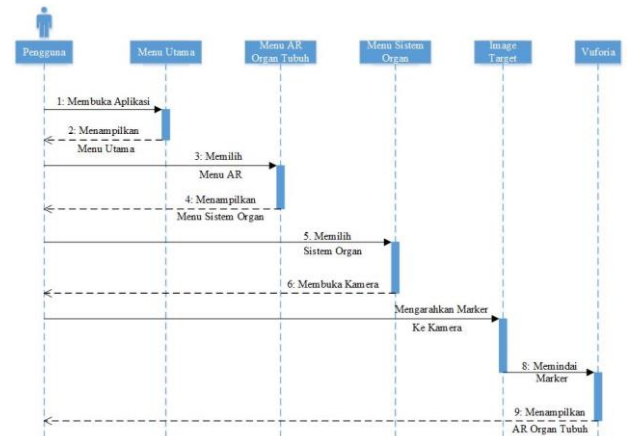 Pengguna
Menu Utama
Menu AR
Organ Tubuh
Menu Sistem
Organ
Image
Target
Vuforia
1: Membuka Aplikasi
2: Menampilkan
Menu Utama
3: Memilih
Menu AR
4: Menampilkan
Menu Sistem Organ
5. Memilih
Sistem Organ
6: Membuka Kamera
Mengarahkan Marker
Ke Kamera
8: Memindai
Marker
9: Menampilkan
AR Organ Tubuh